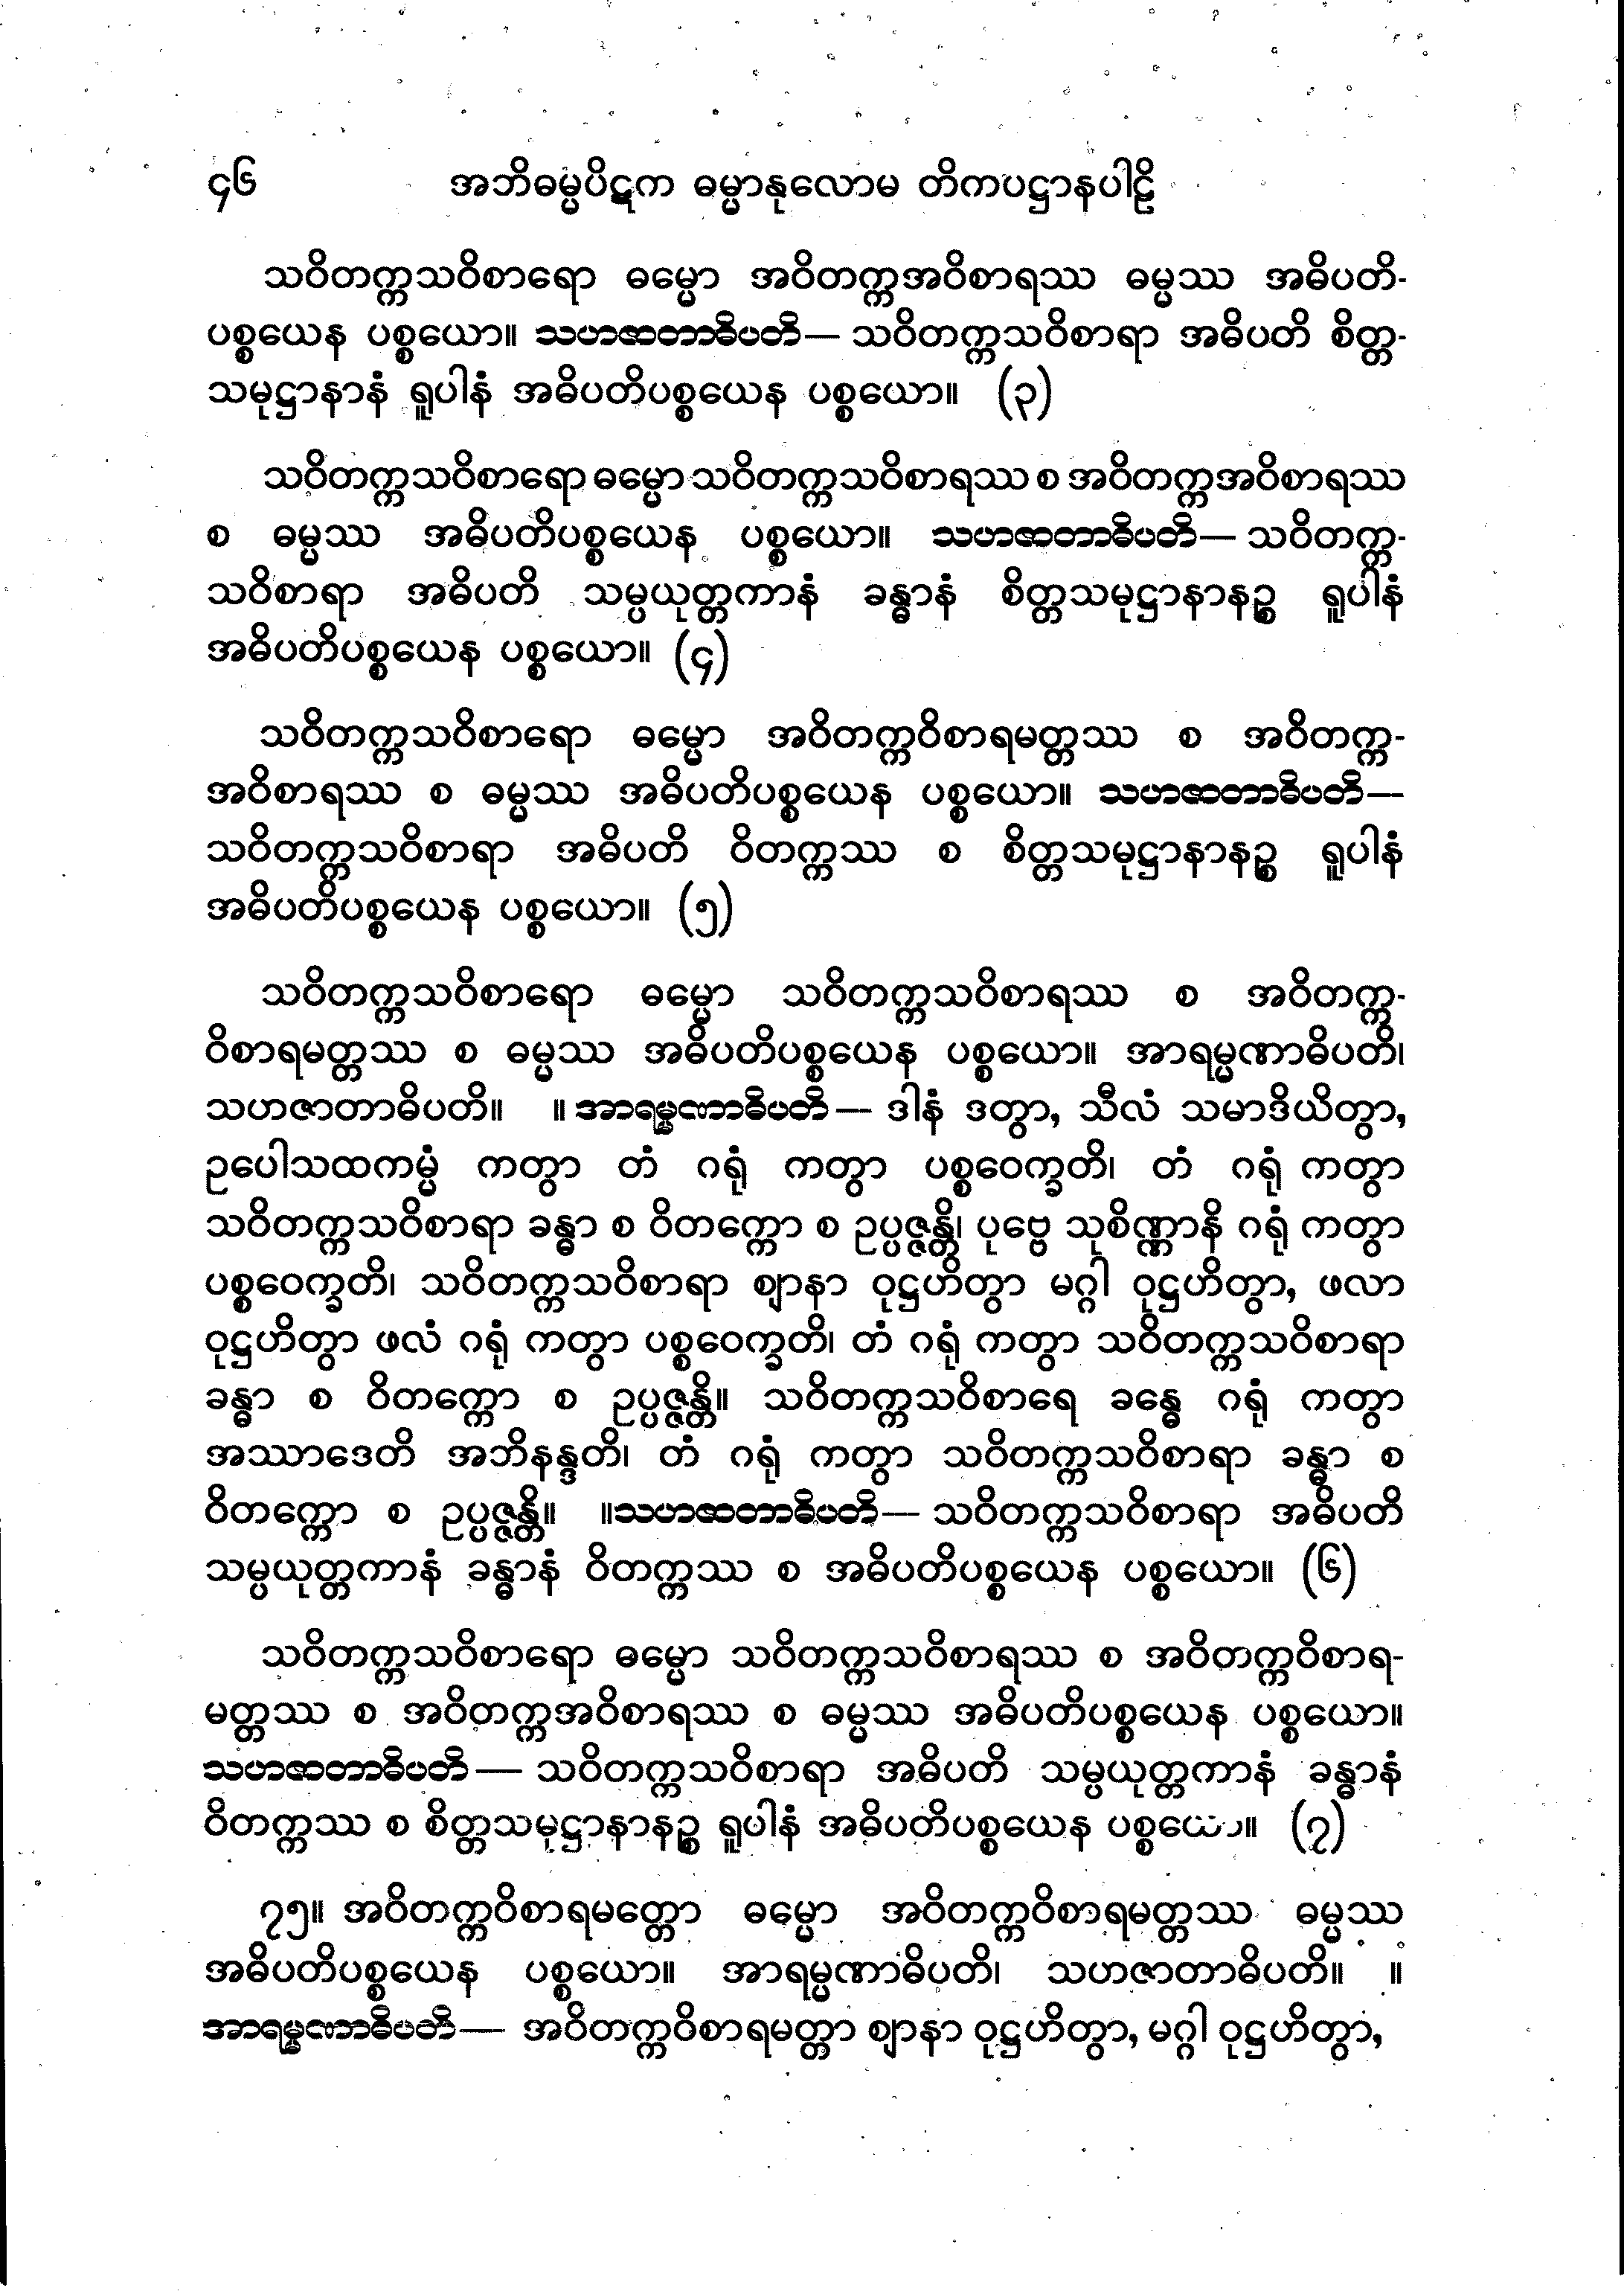 ၄၆ အဘိဓမ္မပိဋက ဓမ္မာနုလောမ တိကပဋ္ဌာနပါဠိ
သဝိတက္ကသဝိစာရော ဓမ္မော အဝိတက္ကအဝိစာရဿ ဓမ္မဿ အဓိပတိ-
ပစ္စယေန ပစ္စယော။ သဟဇာတာဓိပတိ— သဝိတက္ကသဝိစာရာ အဓိပတိ စိတ္တ-
သမုဋ္ဌာနာနံ ရူပါနံ အဓိပတိပစ္စယေန ပစ္စယော။ (၃)
သဝိတက္ကသဝိစာရော ဓမ္မော သဝိတက္ကသဝိစာရဿ စ အဝိတက္ကအဝိစာရဿ
စ ဓမ္မဿ အဓိပတိပစ္စယေန ပစ္စယော။ သဟဇာတာဓိပတိ— သဝိတက္က-
သဝိစာရာ အဓိပတိ သမ္ပယုတ္တကာနံ ခန္ဓာနံ စိတ္တသမုဋ္ဌာနာနဉ္စ ရူပါနံ
အဓိပတိပစ္စယေန ပစ္စယော။ (၄)
သဝိတက္ကသဝိစာရော ဓမ္မော အဝိတက္ကဝိစာရမတ္တဿ စ အဝိတက္က-
အဝိစာရဿ စ ဓမ္မဿ အဓိပတိပစ္စယေန ပစ္စယော။ သဟဇာတာဓိပတိ—
သဝိတက္ကသဝိစာရာ အဓိပတိ ဝိတက္ကဿ စ စိတ္တသမုဋ္ဌာနာနဉ္စ ရူပါနံ
အဓိပတိပစ္စယေန ပစ္စယော။ (၅)
သဝိတက္ကသဝိစာရော ဓမ္မော သဝိတက္ကသဝိစာရဿ စ အဝိတက္က-
ဝိစာရမတ္တဿ စ ဓမ္မဿ အဓိပတိပစ္စယေန ပစ္စယော။ အာရမ္မဏာဓိပတိ၊
သဟဇာတာဓိပတိ။ ။ အာရမ္မဏာဓိပတိ— ဒါနံ ဒတွာ, သီလံ သမာဒိယိတွာ,
ဥပေါသထကမ္မံ ကတွာ တံ ဂရုံ ကတွာ ပစ္စဝေက္ခတိ၊ တံ ဂရုံ ကတွာ
သဝိတက္ကသဝိစာရာ ခန္ဓာ စ ဝိတက္ကော စ ဥပ္ပဇ္ဇန္တိ၊ ပုဗ္ဗေ သုစိဏ္ဏာနိ ဂရုံ ကတွာ
ပစ္စဝေက္ခတိ၊ သဝိတက္ကသဝိစာရာ ဈာနာ ဝုဋ္ဌဟိတွာ မဂ္ဂါ ဝုဋ္ဌဟိတွာ, ဖလာ
ဝုဋ္ဌဟိတွာ ဖလံ ဂရုံ ကတွာ ပစ္စဝေက္ခတိ၊ တံ ဂရုံ ကတွာ သဝိတက္ကသဝိစာရာ
ခန္ဓာ စ ဝိတက္ကော စ ဥပ္ပဇ္ဇန္တိ။ သဝိတက္ကသဝိစာရေ ခန္ဓေ ဂရုံ ကတွာ
အဿာဒေတိ အဘိနန္ဒတိ၊ တံ ဂရုံ ကတွာ သဝိတက္ကသဝိစာရာ ခန္ဓာ စ
ဝိတက္ကော စ ဥပ္ပဇ္ဇန္တိ။ ။သဟဇာတာဓိပတိ— သဝိတက္ကသဝိစာရာ အဓိပတိ
သမ္ပယုတ္တကာနံ ခန္ဓာနံ ဝိတက္ကဿ စ အဓိပတိပစ္စယေန ပစ္စယော။ (၆)
သဝိတက္ကသဝိစာရော ဓမ္မော သဝိတက္ကသဝိစာရဿ စ အဝိတက္ကဝိစာရ-
မတ္တဿ စ အဝိတက္ကအဝိစာရဿ စ ဓမ္မဿ အဓိပတိပစ္စယေန ပစ္စယော။
သဟဇာတာဓိပတိ— သဝိတက္ကသဝိစာရာ အဓိပတိ သမ္ပယုတ္တကာနံ ခန္ဓာနံ
ဝိတက္ကဿ စ စိတ္တသမုဋ္ဌာနာနဉ္စ ရူပါနံ အဓိပတိပစ္စယေန ပစ္စယော။ (၇)
၇၅။ အဝိတက္ကဝိစာရမတ္တော ဓမ္မော အဝိတက္ကဝိစာရမတ္တဿ ဓမ္မဿ
အဓိပတိပစ္စယေန ပစ္စယော။ အာရမ္မဏာဓိပတိ၊ သဟဇာတာဓိပတိ။ ။
အာရမ္မဏာဓိပတိ— အဝိတက္ကဝိစာရမတ္တာ ဈာနာ ဝုဋ္ဌဟိတွာ, မဂ္ဂါ ဝုဋ္ဌဟိတွာ,